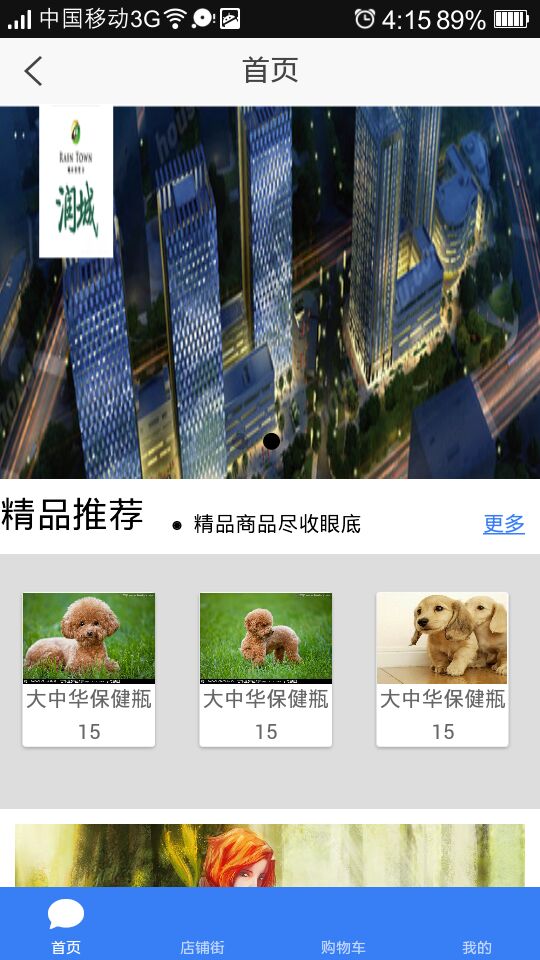 中国移动3G 4:15 89%
首页
RAIN TOWN
润城
精品推荐 精品商品尽收眼底 更多
大中华保健瓶 大中华保健瓶 大中华保健瓶
15 15 15
首页 店铺街 购物车 我的